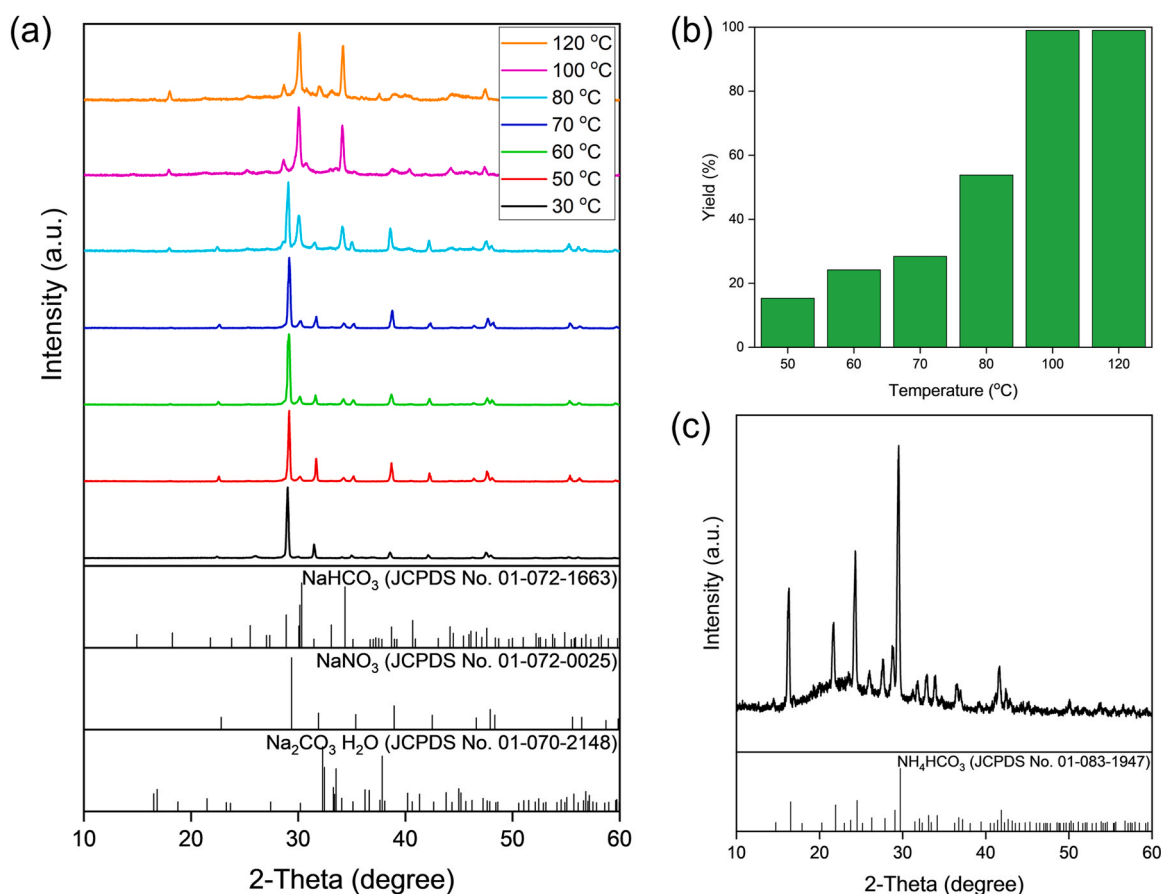 (a)
120 °C
100 °C
80 °C
70 °C
60 °C
50 °C
30 °C
Intensity (a.u.)
NaHCO₃ (JCPDS No. 01-072-1663)
NaNO₃ (JCPDS No. 01-072-0025)
Na₂CO₃ H₂O (JCPDS No. 01-070-2148)
10 20 30 40 50 60
2-Theta (degree)
(b)
100
80
60
40
20
0
Yield (%)
50 60 70 80 100 120
Temperature (°C)
(c)
Intensity (a.u.)
NH₄HCO₃ (JCPDS No. 01-083-1947)
10 20 30 40 50 60
2-Theta (degree)